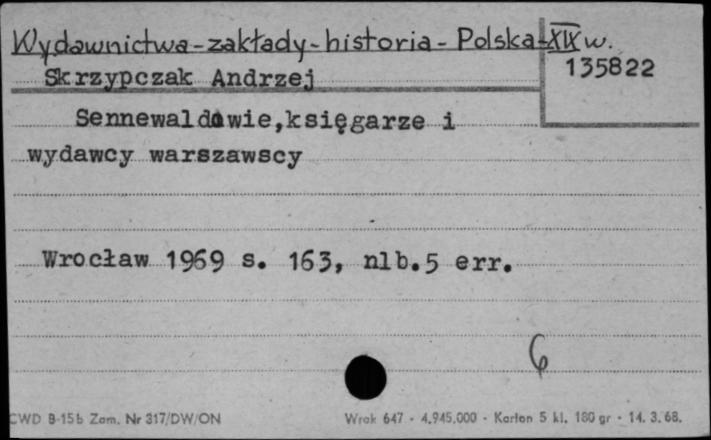 Wydawnictwa - zakłady - historia - Polska - XIX w.
Skrzypczak Andrzej
135822
Sennewaldowie,księgarze i
wydawcy warszawscy
Wrocław 1969 s. 163, nlb.5 err.
6
CWD B-15b Zam. Nr 317/DW/ON
Wrok 647 - 4.945.000 - Karton 5 kl. 180 gr - 14. 3. 68.